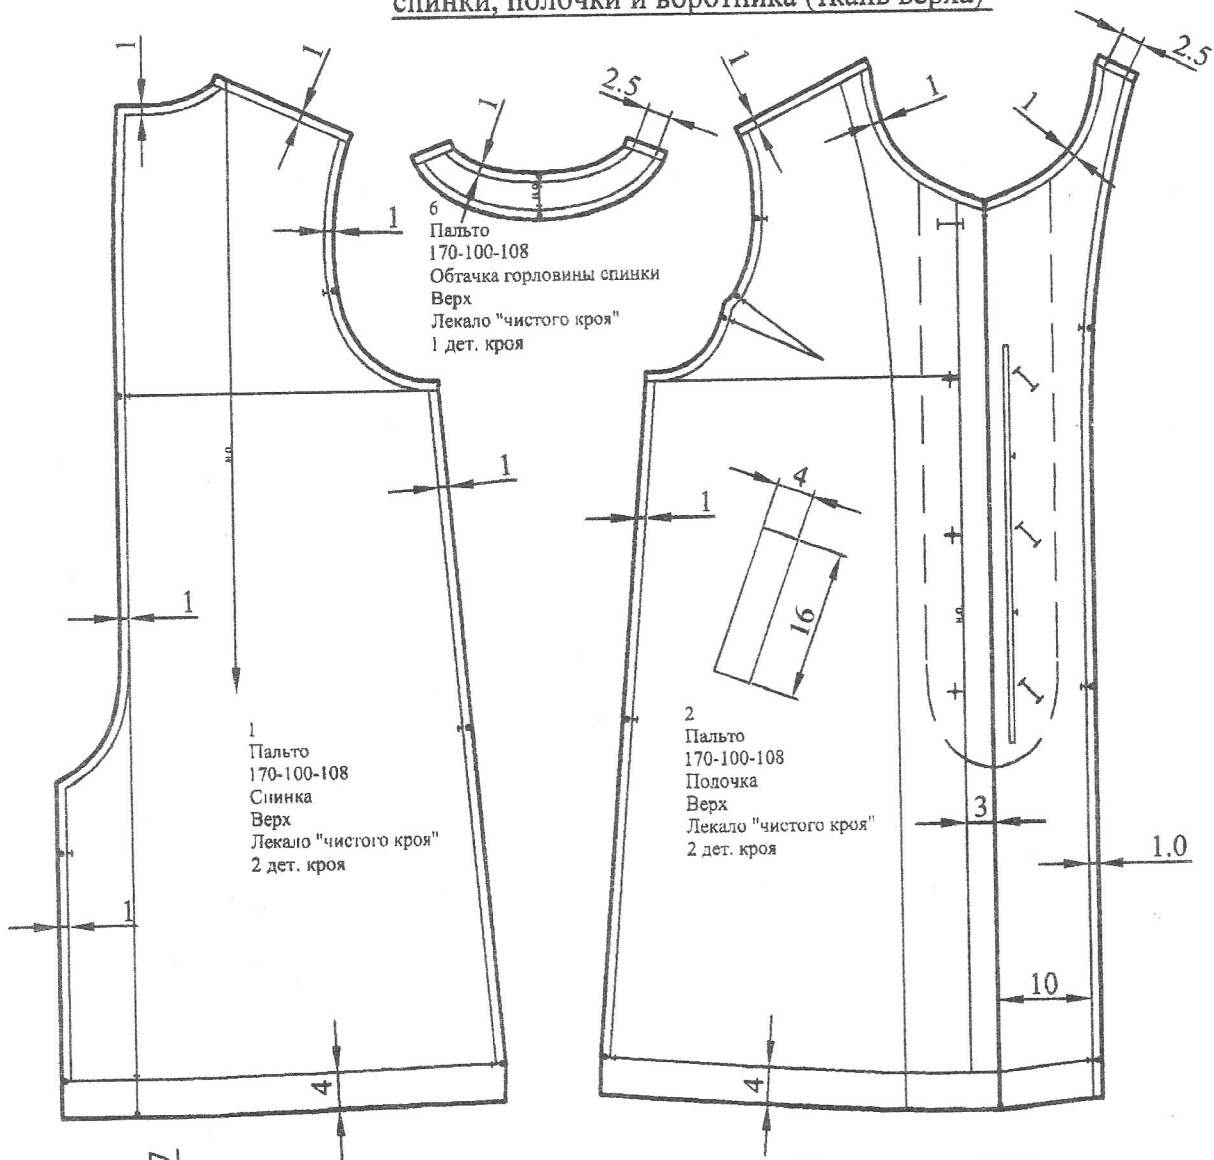 спинки, полочки и воротника (ткань верха)
1
1
1
2.5
1
1
1
2.5
1
н.о
6
Пальто
170-100-108
Обтачка горловины спинки
Верх
Лекало "чистого кроя"
1 дет. кроя
н.о
1
1
4
16
1
н.о
1
Пальто
170-100-108
Спинка
Верх
Лекало "чистого кроя"
2 дет. кроя
2
Пальто
170-100-108
Полочка
Верх
Лекало "чистого кроя"
2 дет. кроя
3
1.0
1
10
4
4
7